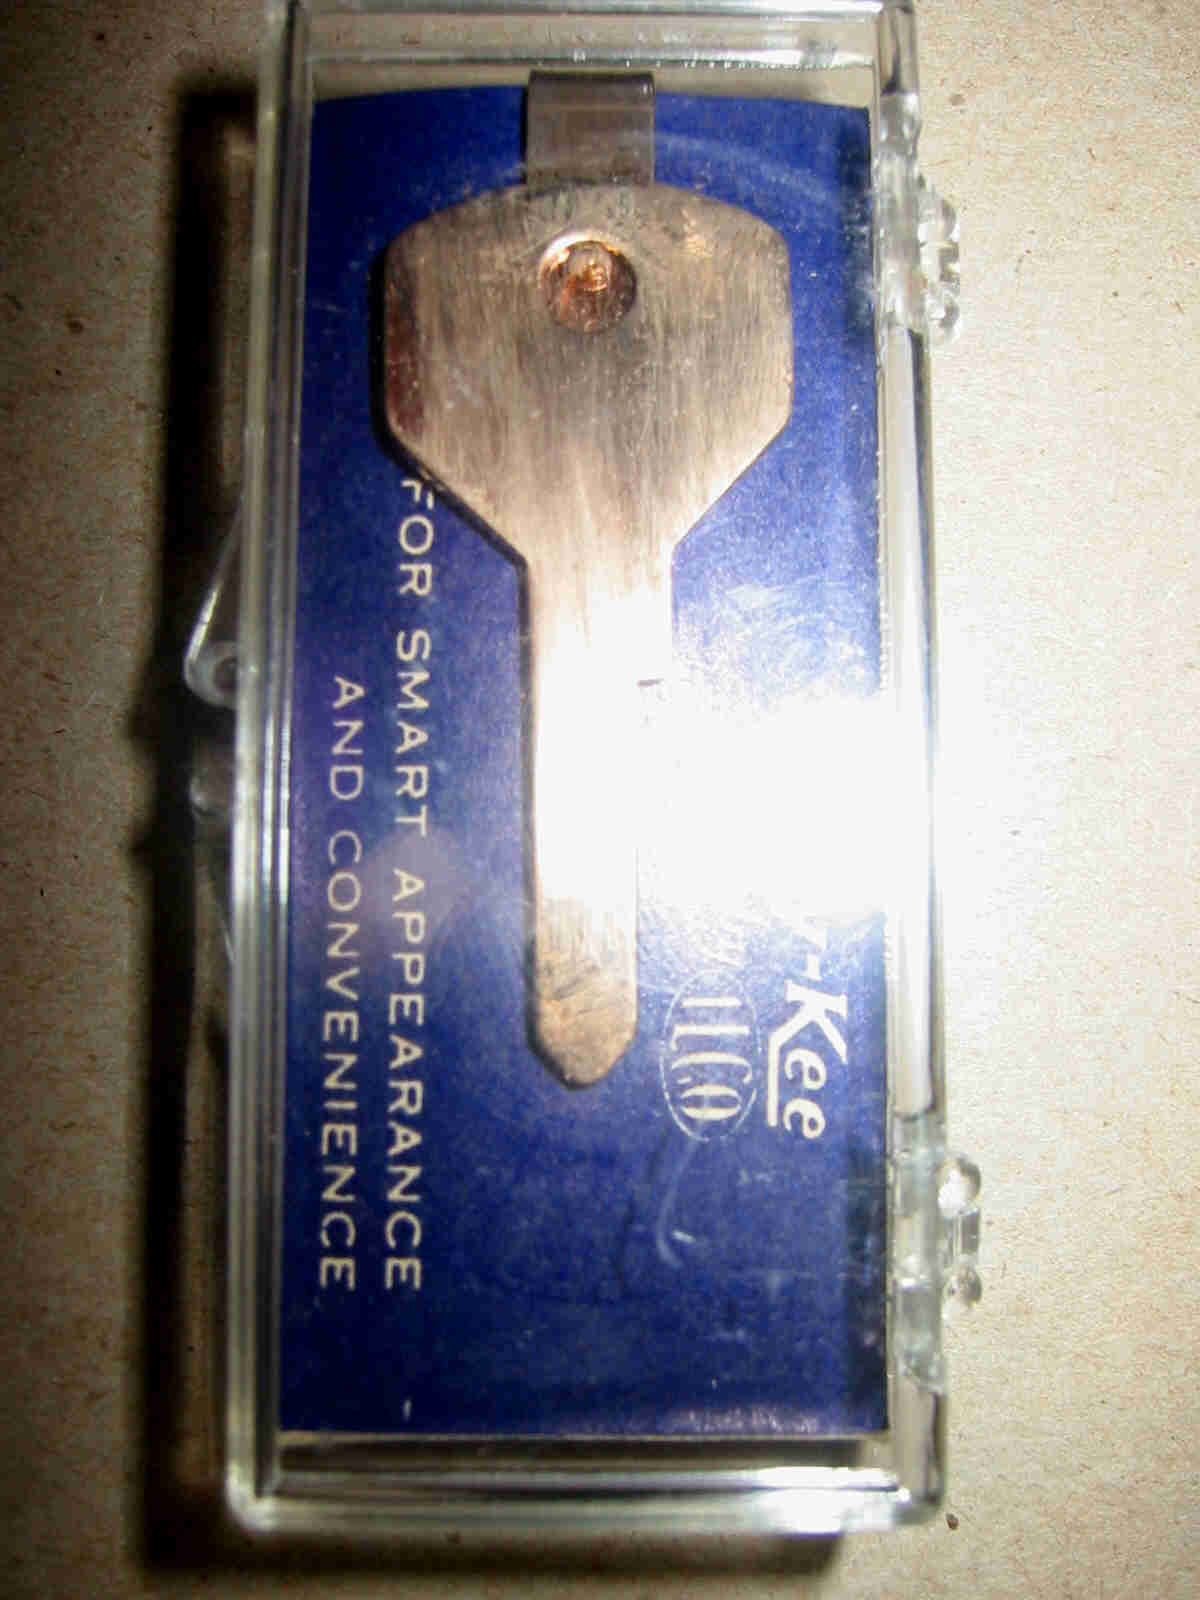 -Kee
ILCO
FOR SMART APPEARANCE
AND CONVENIENCE